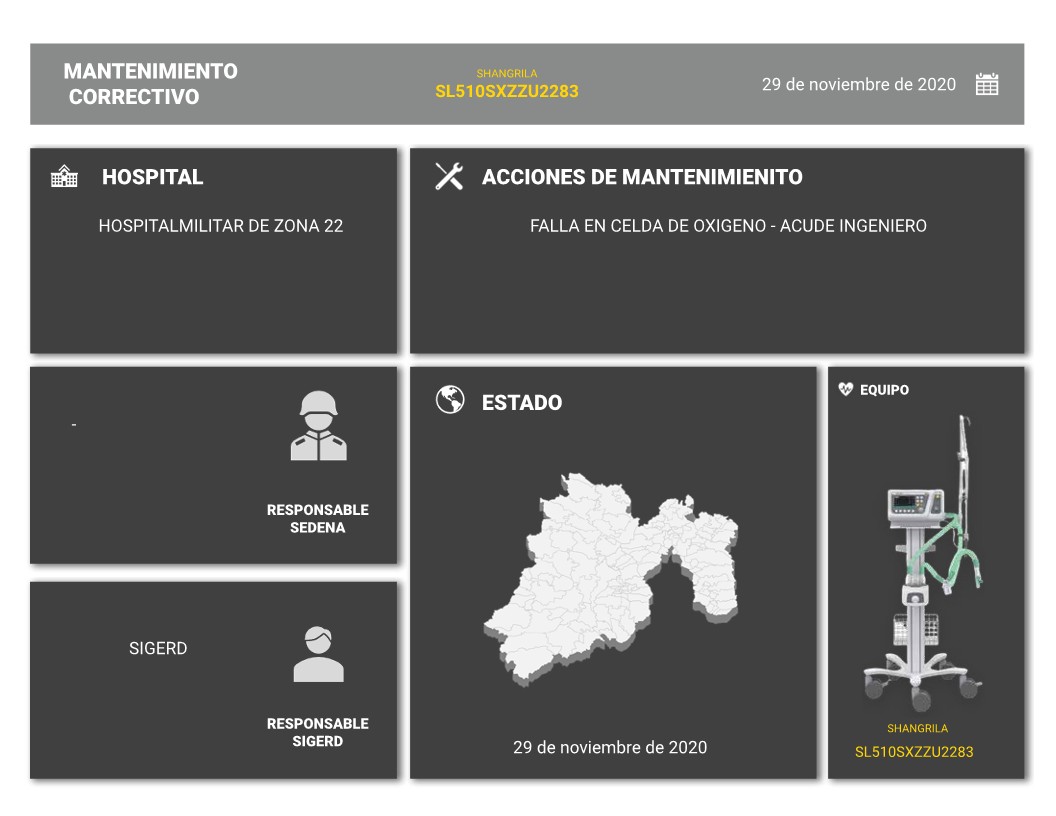 MANTENIMIENTO
CORRECTIVO
SHANGRILA
SL510SXZZU2283
29 de noviembre de 2020
HOSPITAL
HOSPITALMILITAR DE ZONA 22
ACCIONES DE MANTENIMIENITO
FALLA EN CELDA DE OXIGENO - ACUDE INGENIERO
-
RESPONSABLE
SEDENA
SIGERD
RESPONSABLE
SIGERD
ESTADO
29 de noviembre de 2020
EQUIPO
SHANGRILA
SL510SXZZU2283